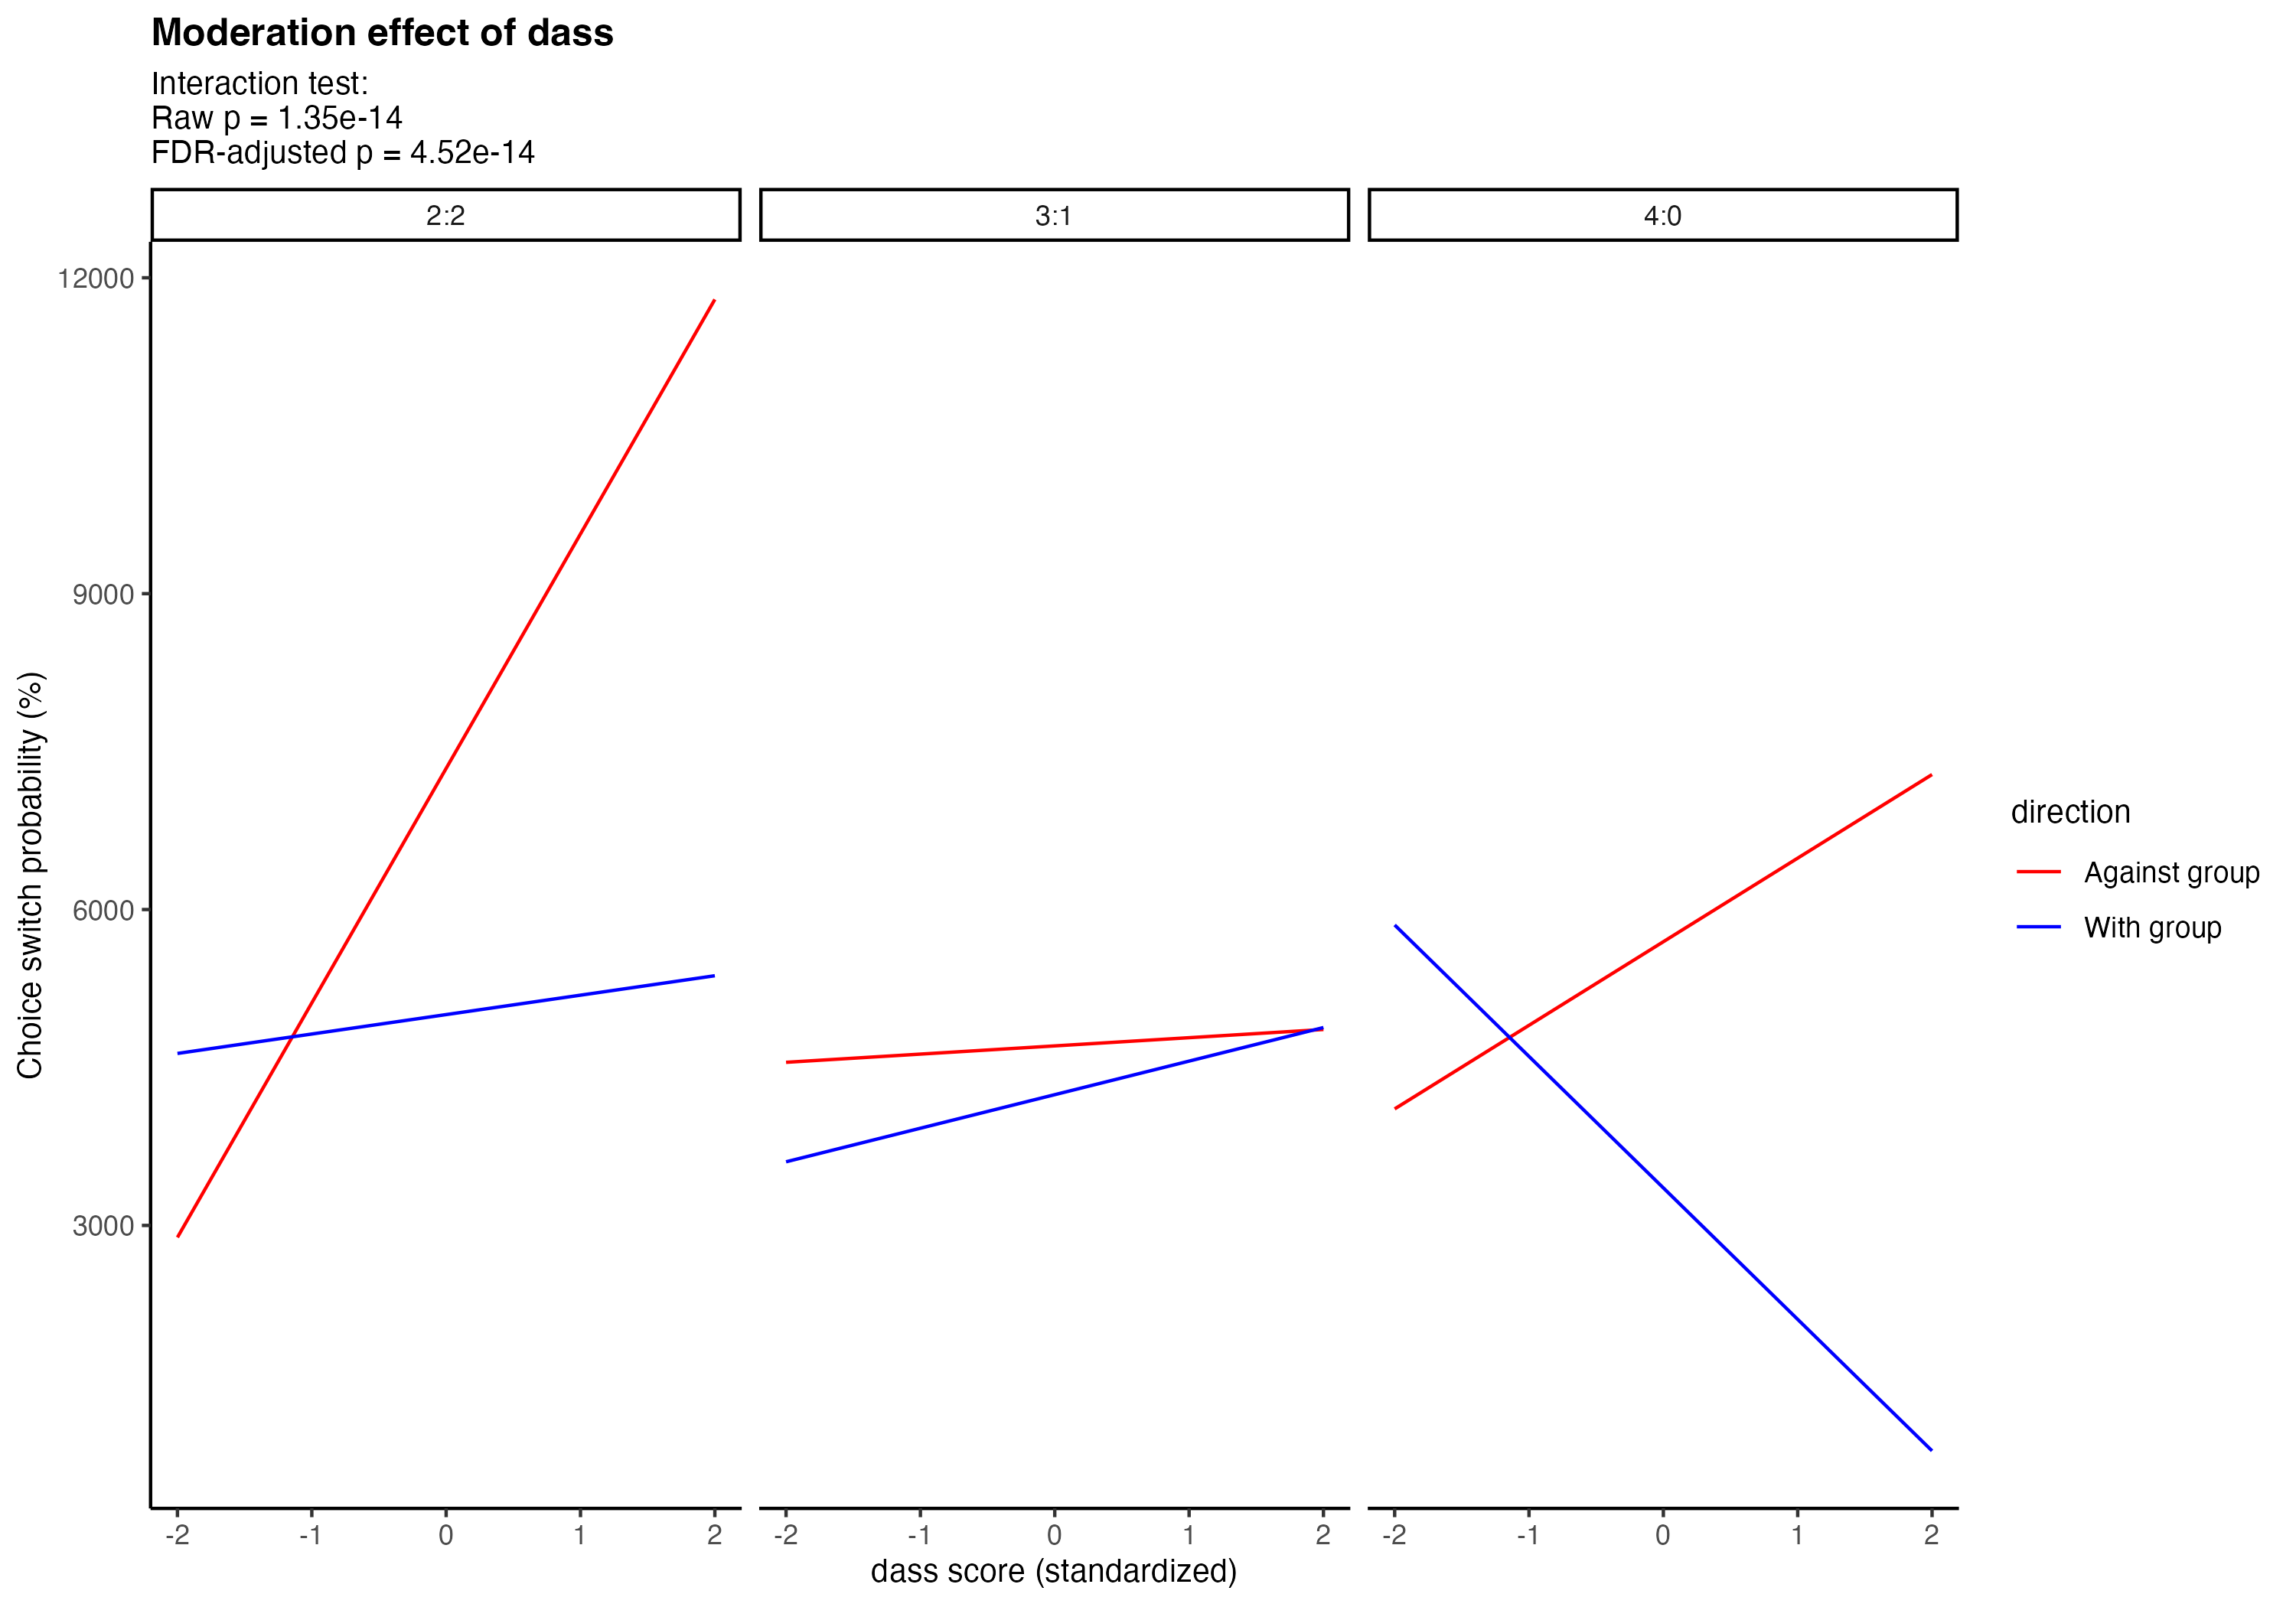 Moderation effect of dass
Interaction test:
Raw p = 1.35e-14
FDR-adjusted p = 4.52e-14
2:2
3:1
4:0
12000
9000
6000
3000
Choice switch probability (%)
-2
-1
0
1
2
-2
-1
0
1
2
-2
-1
0
1
2
dass score (standardized)
direction
Against group
With group